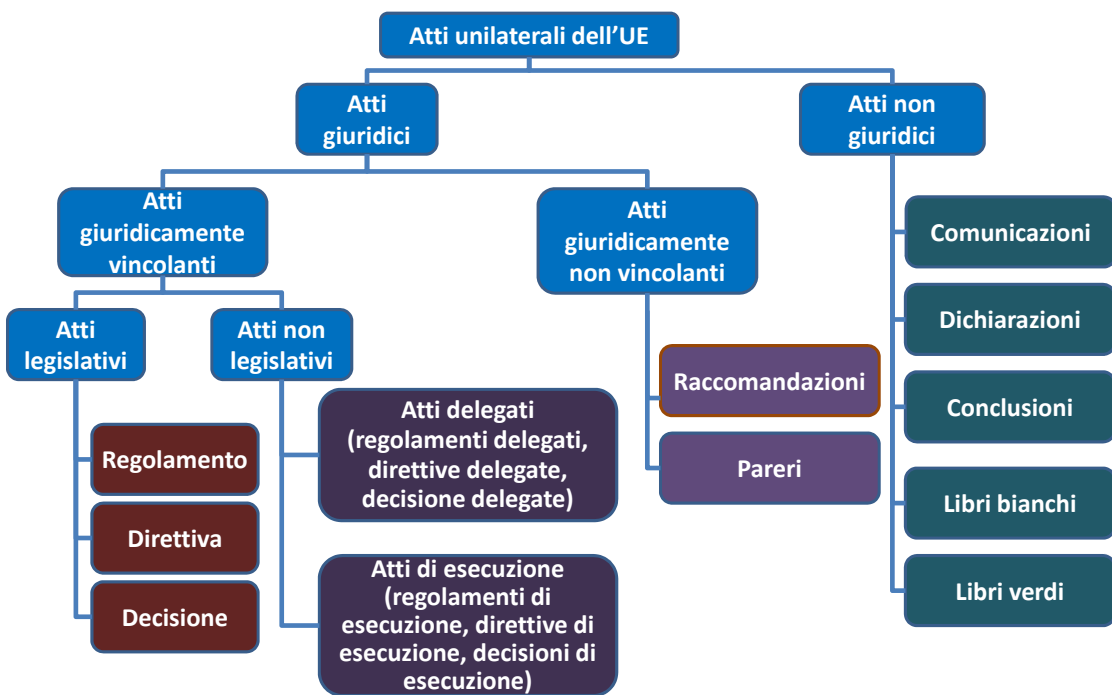 Atti unilaterali dell’UE
Atti
giuridici
Atti non
giuridici
Atti
giuridicamente
vincolanti
Atti
giuridicamente
non vincolanti
Atti
legislativi
Atti non
legislativi
Regolamento
Direttiva
Decisione
Atti delegati
(regolamenti delegati,
direttive delegate,
decisione delegate)
Atti di esecuzione
(regolamenti di
esecuzione, direttive di
esecuzione, decisioni di
esecuzione)
Raccomandazioni
Pareri
Comunicazioni
Dichiarazioni
Conclusioni
Libri bianchi
Libri verdi